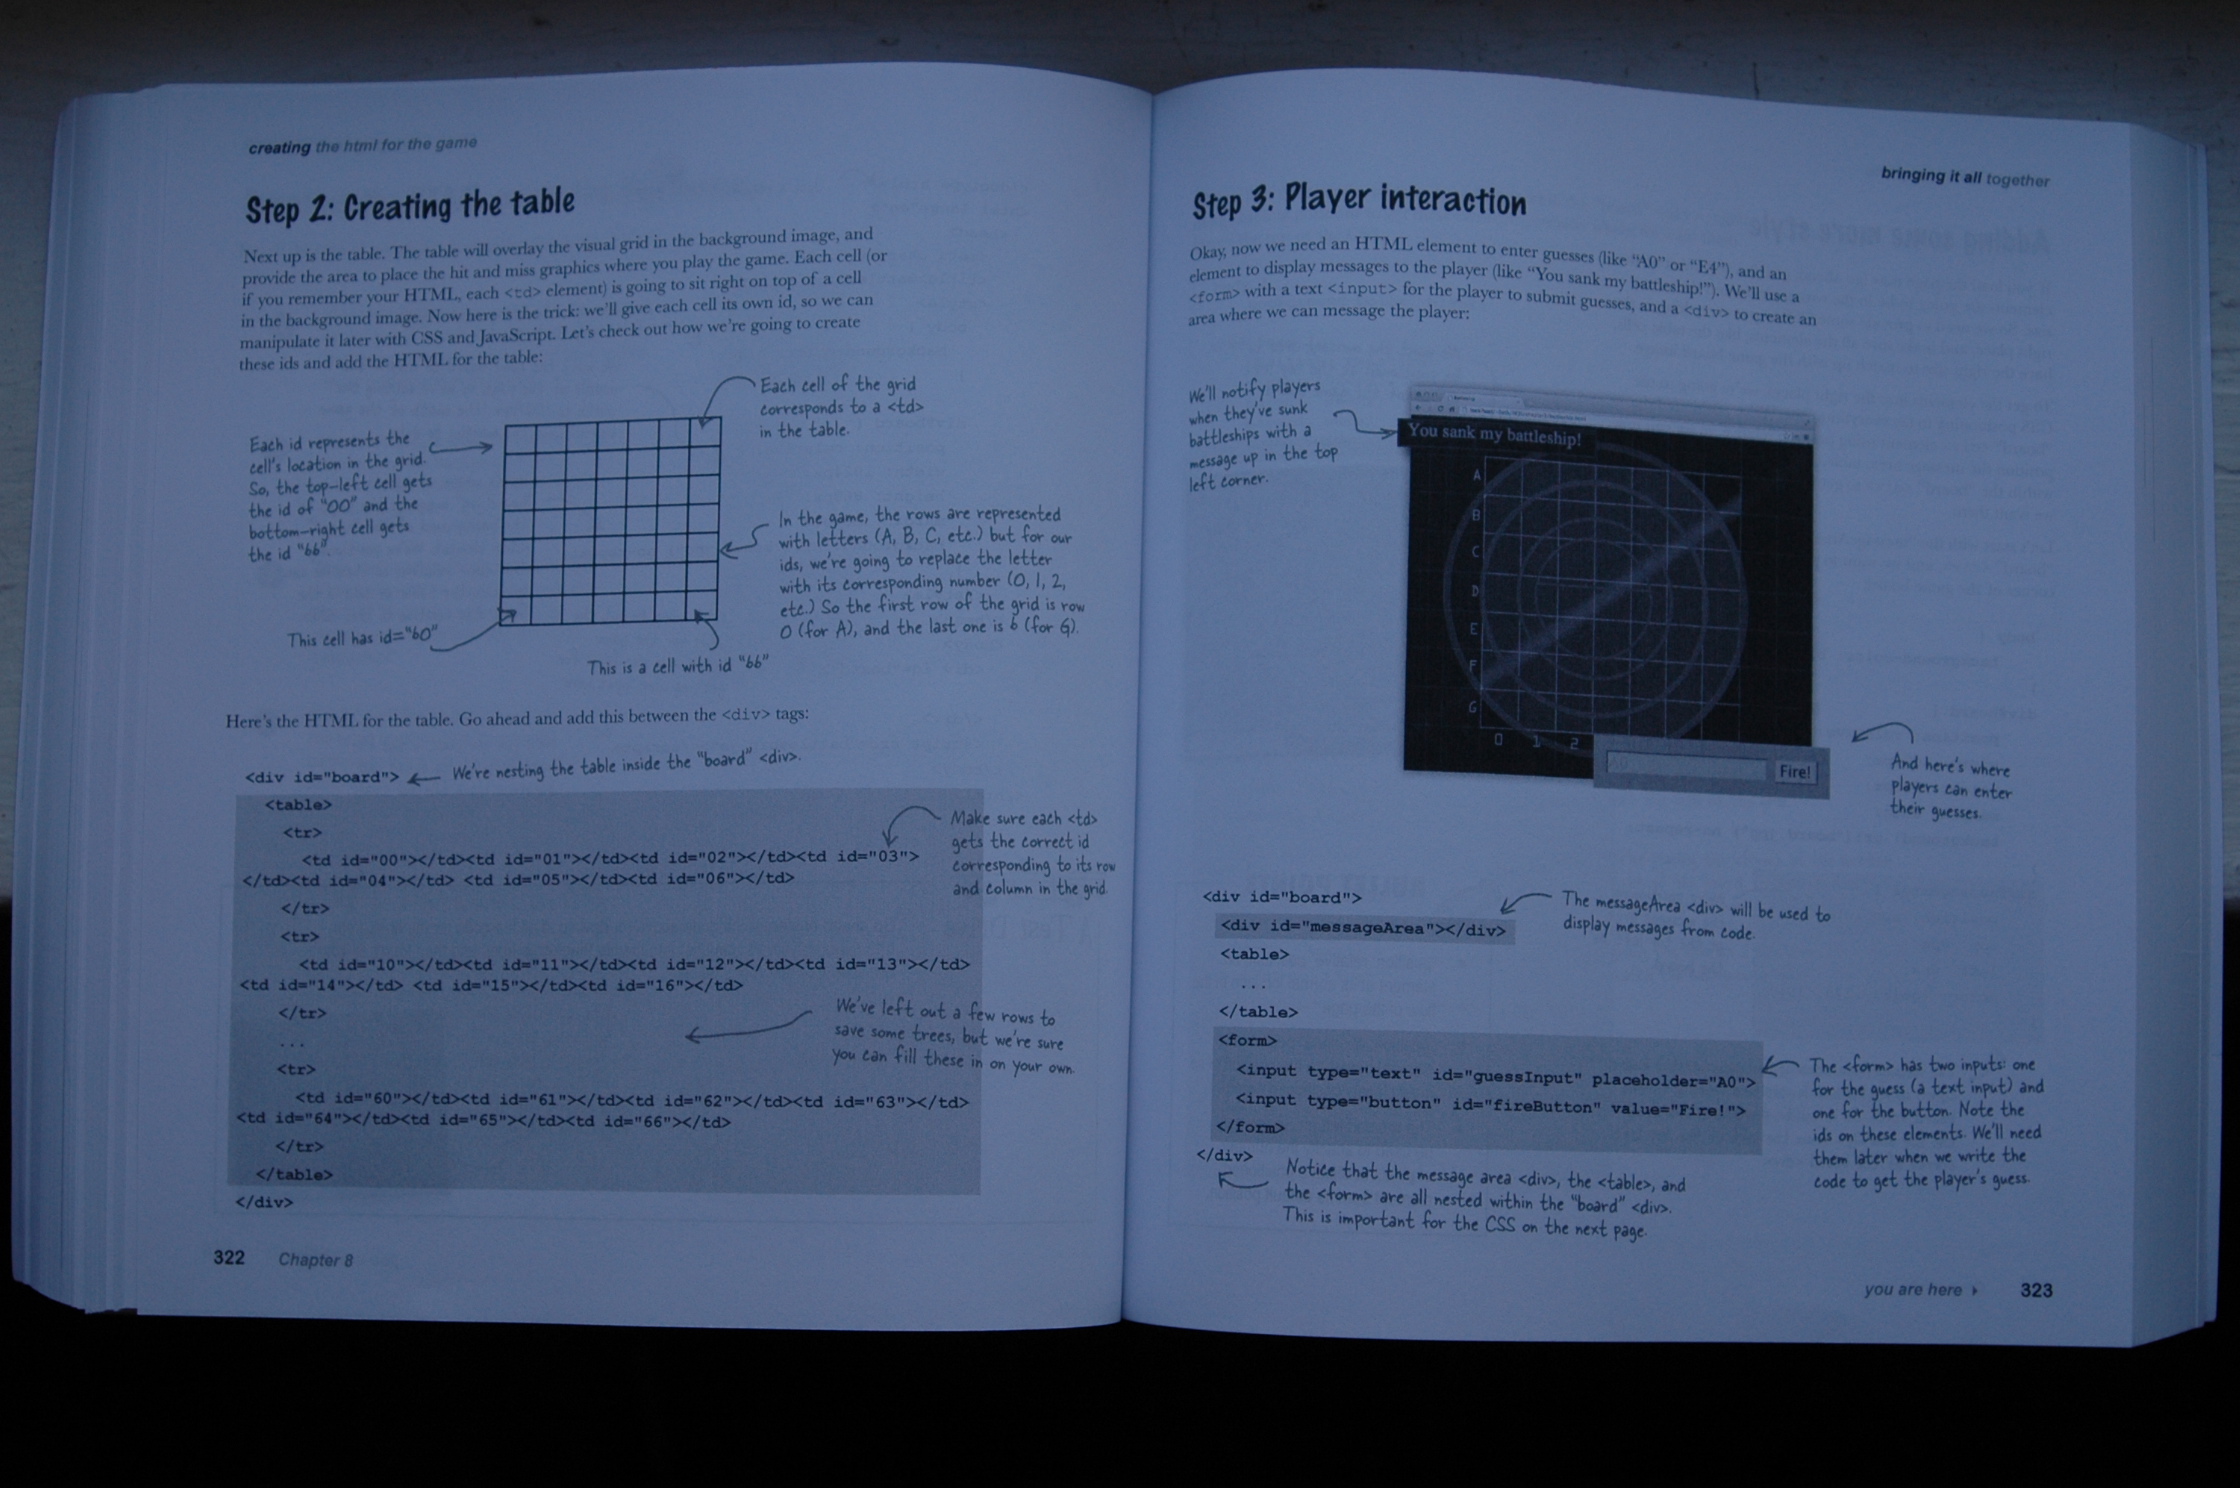 creating the html for the game
Step 2: Creating the table
Next up is the table. The table will overlay the visual grid in the background image, and
provide the area to place the hit and miss graphics where you play the game. Each cell (or
if you remember your HTML, each <td> element) is going to sit right on top of a cell
in the background image. Now here is the trick: we'll give each cell its own id, so we can
manipulate it later with CSS and JavaScript. Let's check out how we're going to create
these ids and add the HTML for the table:
Each cell of the grid
corresponds to a <td>
in the table.
Each id represents the
cell's location in the grid.
So, the top-left cell gets
the id of "00" and the
bottom-right cell gets
the id "66".
In the game, the rows are represented
with letters (A, B, C, etc.) but for our
ids, we're going to replace the letter
with its corresponding number (0, 1, 2,
etc.) So the first row of the grid is row
0 (for A), and the last one is 6 (for G).
This cell has id="60"
This is a cell with id "66"
Here's the HTML for the table. Go ahead and add this between the <div> tags:
<div id="board">
We're nesting the table inside the "board" <div>.
<table>
<tr>
<td id="00"></td><td id="01"></td><td id="02"></td><td id="03">
</td><td id="04"></td> <td id="05"></td><td id="06"></td>
</tr>
<tr>
<td id="10"></td><td id="11"></td><td id="12"></td><td id="13"></td>
<td id="14"></td> <td id="15"></td><td id="16"></td>
</tr>
...
<tr>
<td id="60"></td><td id="61"></td><td id="62"></td><td id="63"></td>
<td id="64"></td><td id="65"></td><td id="66"></td>
</tr>
</table>
</div>
Make sure each <td>
gets the correct id
corresponding to its row
and column in the grid.
We've left out a few rows to
save some trees, but we're sure
you can fill these in on your own.
322 Chapter 8
bringing it all together
Step 3: Player interaction
Okay, now we need an HTML element to enter guesses (like "A0" or "E4"), and an
element to display messages to the player (like "You sank my battleship!"). We'll use a
<form> with a text <input> for the player to submit guesses, and a <div> to create an
area where we can message the player:
We'll notify players
when they've sunk
battleships with a
message up in the top
left corner.
You sank my battleship!
A
B
C
D
E
F
G
0 1 2
A0
Fire!
And here's where
players can enter
their guesses.
<div id="board">
<div id="messageArea"></div>
<table>
...
</table>
<form>
<input type="text" id="guessInput" placeholder="A0">
<input type="button" id="fireButton" value="Fire!">
</form>
</div>
The messageArea <div> will be used to
display messages from code.
The <form> has two inputs: one
for the guess (a text input) and
one for the button. Note the
ids on these elements. We'll need
them later when we write the
code to get the player's guess.
Notice that the message area <div>, the <table>, and
the <form> are all nested within the "board" <div>.
This is important for the CSS on the next page.
you are here 323